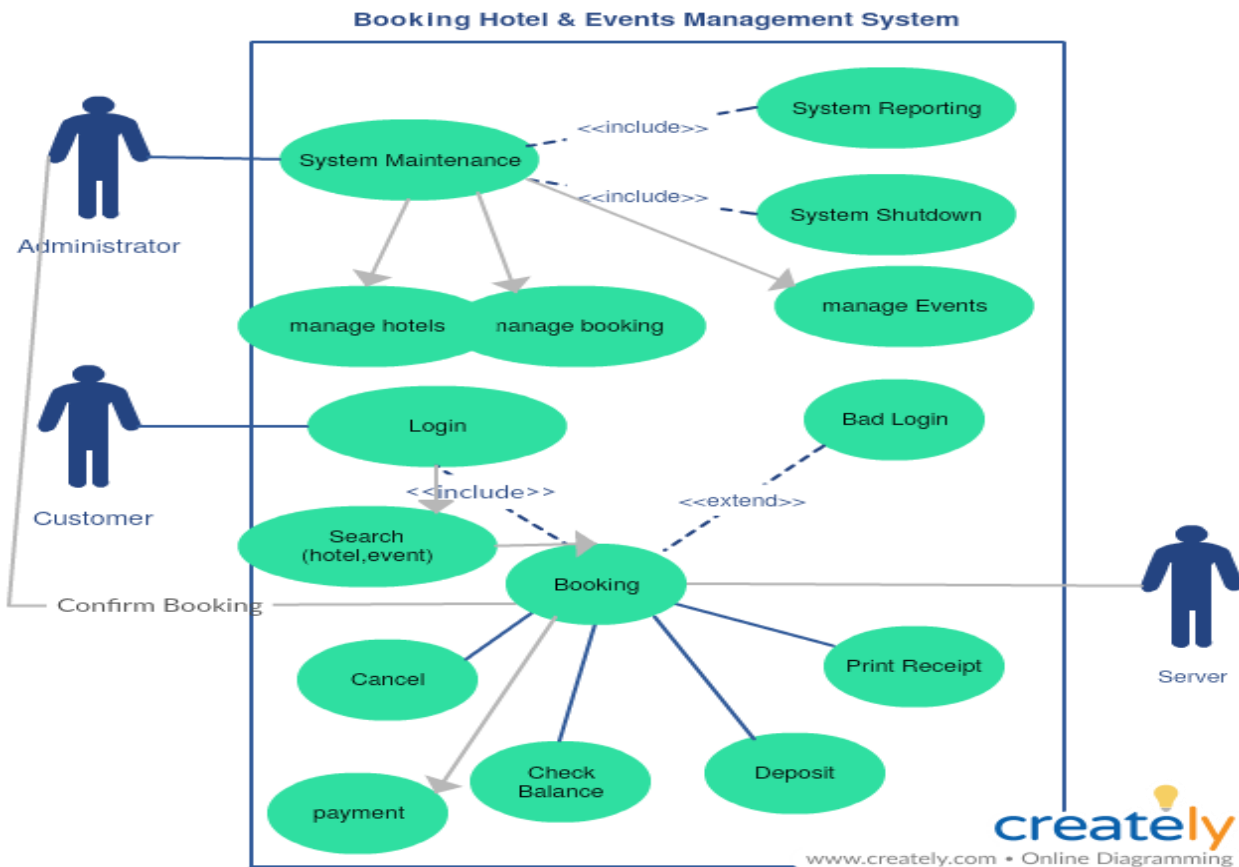 Booking Hotel & Events Management System
System Reporting
<<include>>
System Maintenance
<<include>>
System Shutdown
Administrator
manage Events
manage hotels
manage booking
Login
Bad Login
<<include>>
<<extend>>
Customer
Search
(hotel,event)
Booking
Confirm Booking
Cancel
Print Receipt
Server
Check
Balance
Deposit
payment
creately
www.creately.com • Online Diagramming